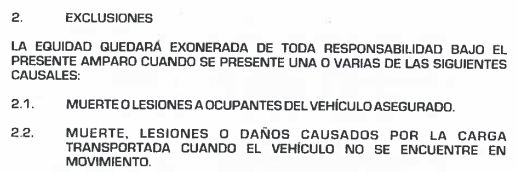 2. EXCLUSIONES
LA EQUIDAD QUEDARÁ EXONERADA DE TODA RESPONSABILIDAD BAJO EL
PRESENTE AMPARO CUANDO SE PRESENTE UNA O VARIAS DE LAS SIGUIENTES
CAUSALES:
2.1. MUERTE O LESIONES A OCUPANTES DEL VEHÍCULO ASEGURADO.
2.2. MUERTE, LESIONES O DAÑOS CAUSADOS POR LA CARGA
TRANSPORTADA CUANDO EL VEHÍCULO NO SE ENCUENTRE EN
MOVIMIENTO.